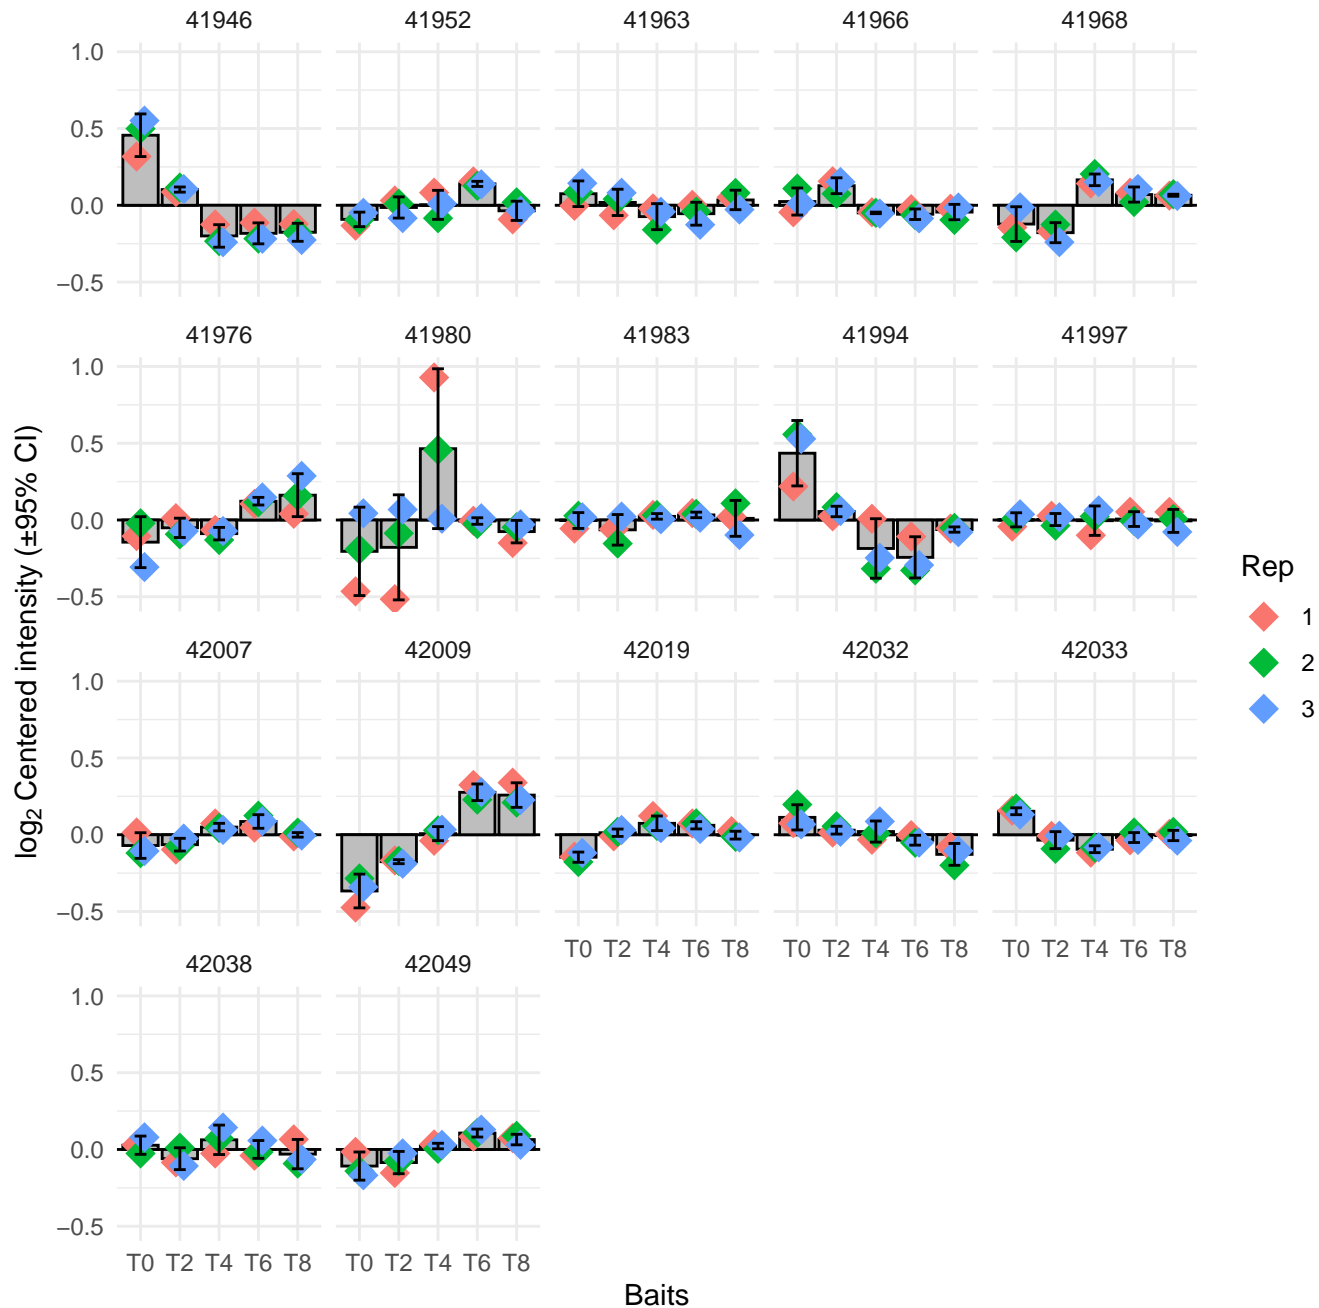 41946 41952 41963 41966 41968
1.0
0.5
0.0
−0.5
41976 41980 41983 41994 41997
1.0
0.5
0.0
−0.5
42007 42009 42019 42032 42033
1.0
0.5
0.0
−0.5
T0 T2 T4 T6 T8 T0 T2 T4 T6 T8 T0 T2 T4 T6 T8
42038 42049
1.0
0.5
0.0
−0.5
T0 T2 T4 T6 T8 T0 T2 T4 T6 T8
Baits
log₂ Centered intensity (±95% CI)
Rep
1
2
3